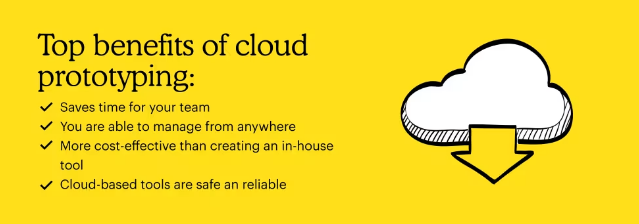 Top benefits of cloud
prototyping:
Saves time for your team
You are able to manage from anywhere
More cost-effective than creating an in-house
tool
Cloud-based tools are safe an reliable